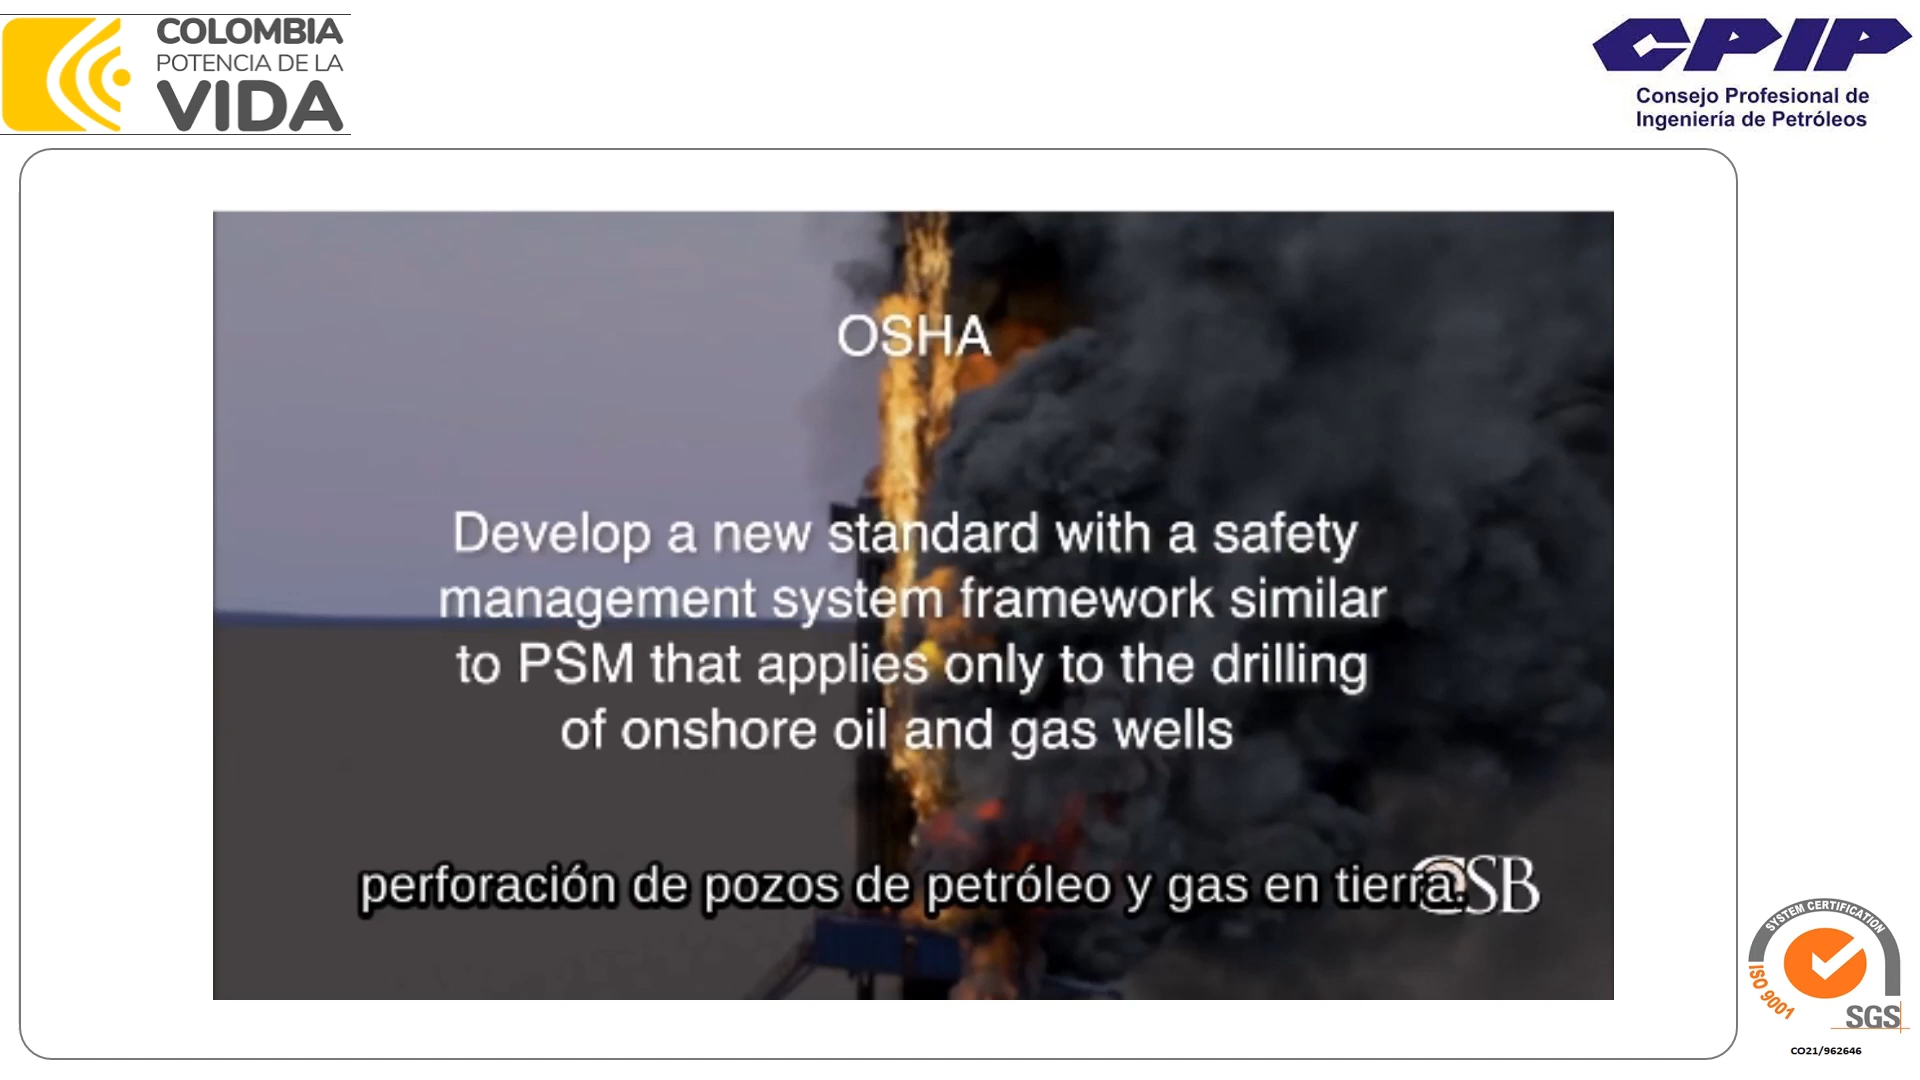 COLOMBIA
POTENCIA DE LA
VIDA
CPIP
Consejo Profesional de
Ingeniería de Petróleos
OSHA
Develop a new standard with a safety
management system framework similar
to PSM that applies only to the drilling
of onshore oil and gas wells
perforación de pozos de petróleo y gas en tierra.
CSB
SYSTEM CERTIFICATION
ISO 9001
SGS
CO21/962646